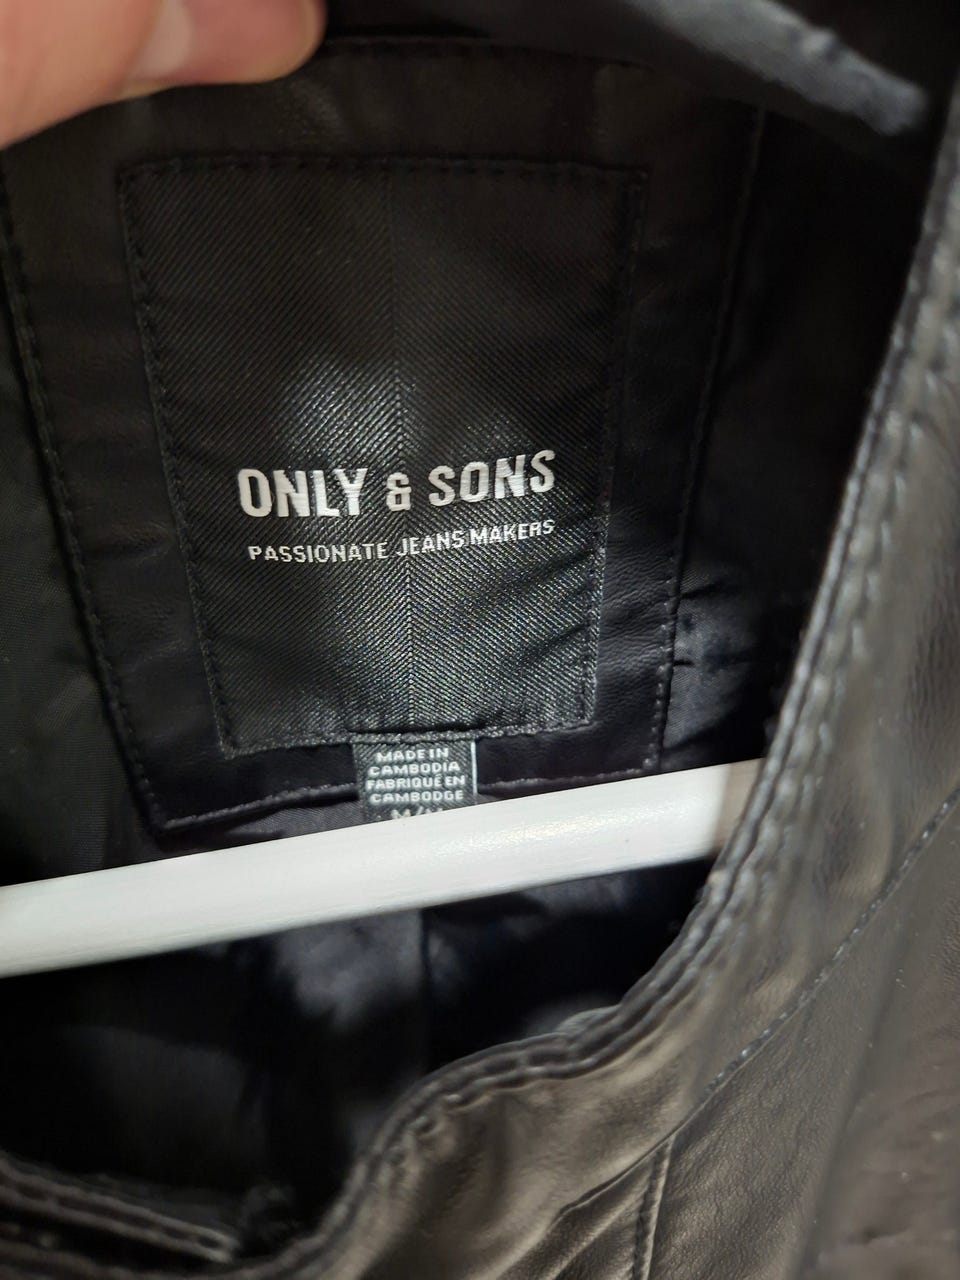 ONLY & SONS
PASSIONATE JEANS MAKERS
MADE IN
CAMBODIA
FABRIQUÉ EN
CAMBODGE